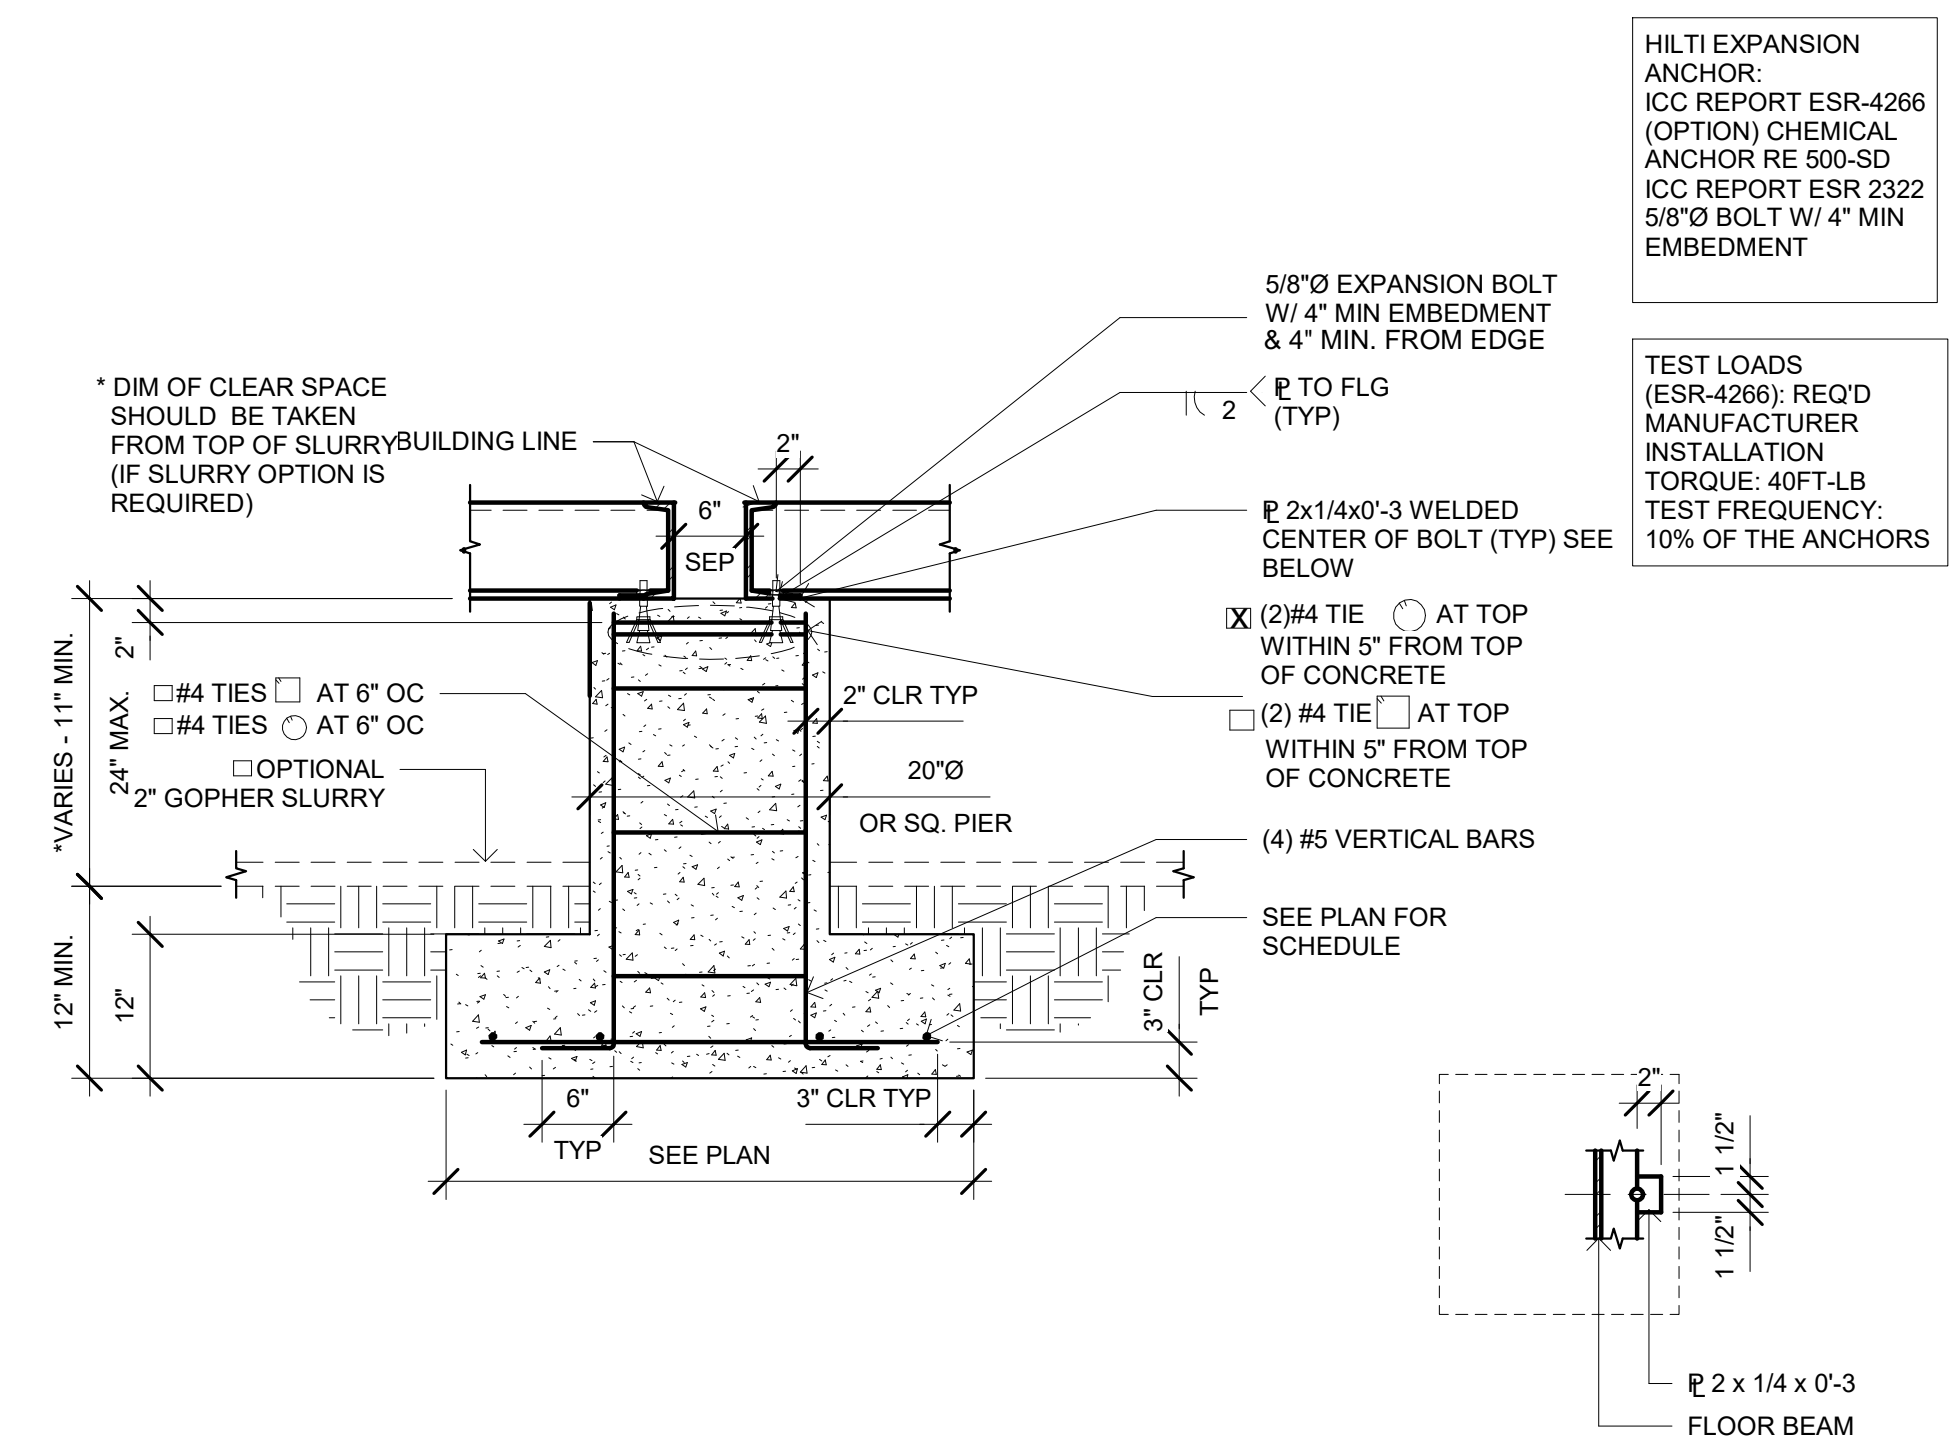 HILTI EXPANSION
ANCHOR:
ICC REPORT ESR-4266
(OPTION) CHEMICAL
ANCHOR RE 500-SD
ICC REPORT ESR 2322
5/8"Ø BOLT W/ 4" MIN
EMBEDMENT
TEST LOADS
(ESR-4266): REQ'D
MANUFACTURER
INSTALLATION
TORQUE: 40FT-LB
TEST FREQUENCY:
10% OF THE ANCHORS
5/8"Ø EXPANSION BOLT
W/ 4" MIN EMBEDMENT
& 4" MIN. FROM EDGE
2
PL TO FLG
(TYP)
* DIM OF CLEAR SPACE
SHOULD BE TAKEN
FROM TOP OF SLURRY
(IF SLURRY OPTION IS
REQUIRED)
BUILDING LINE
2"
6"
SEP
PL 2x1/4x0'-3 WELDED
CENTER OF BOLT (TYP) SEE
BELOW
X (2)#4 TIE AT TOP
WITHIN 5" FROM TOP
OF CONCRETE
(2) #4 TIE AT TOP
WITHIN 5" FROM TOP
OF CONCRETE
*VARIES - 11" MIN.
24" MAX.
2"
#4 TIES AT 6" OC
#4 TIES AT 6" OC
OPTIONAL
2" GOPHER SLURRY
2" CLR TYP
20"Ø
OR SQ. PIER
(4) #5 VERTICAL BARS
SEE PLAN FOR
SCHEDULE
12" MIN.
12"
3" CLR
TYP
6"
TYP
3" CLR TYP
SEE PLAN
2"
1 1/2"
1 1/2"
PL 2 x 1/4 x 0'-3
FLOOR BEAM